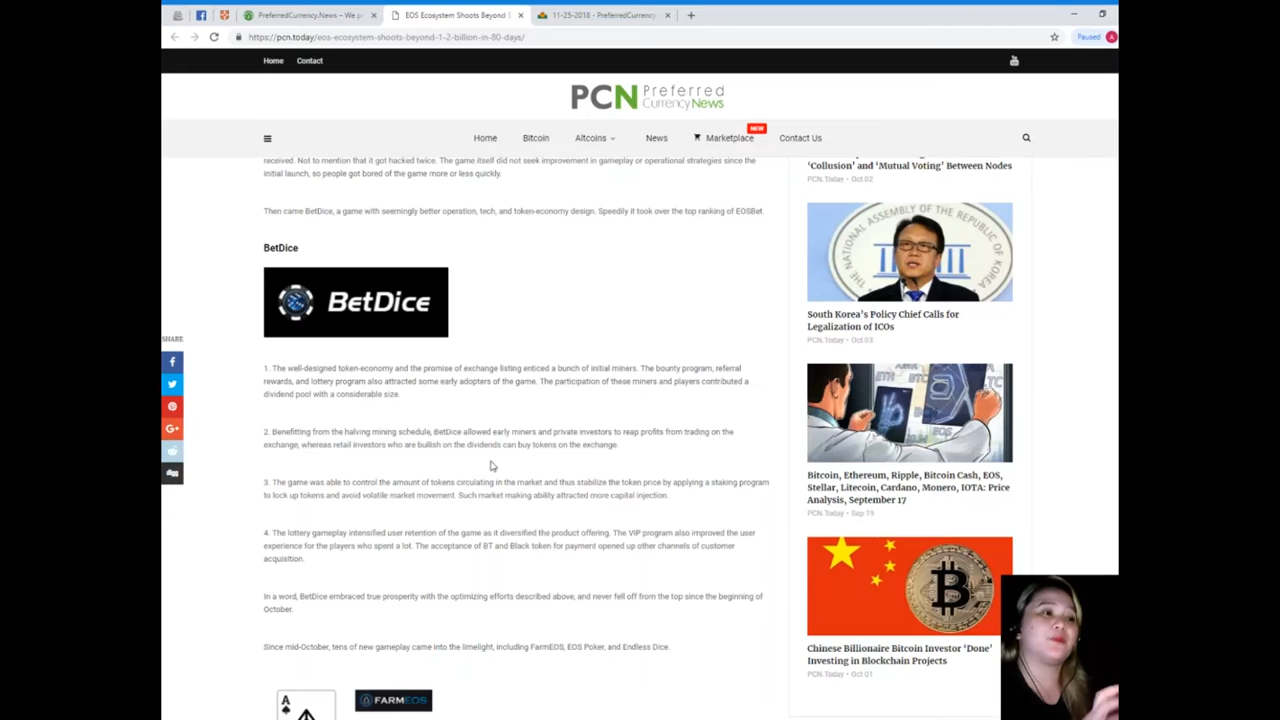 PreferredCurrency.News – We p
EOS Ecosystem Shoots Beyond 1
11-25-2018 - PreferredCurrency
https://pcn.today/eos-ecosystem-shoots-beyond-1-2-billion-in-80-days/
Paused
A
Home
Contact
PCN Preferred
Currency News
NEW
Home
Bitcoin
Altcoins
News
Marketplace
Contact Us
received. Not to mention that it got hacked twice. The game itself did not seek improvement in gameplay or operational strategies since the
initial launch, so people got bored of the game more or less quickly.
Then came BetDice, a game with seemingly better operation, tech, and token-economy design. Speedily it took over the top ranking of EOSBet.
BetDice
BetDice
SHARE
1. The well-designed token-economy and the promise of exchange listing enticed a bunch of initial miners. The bounty program, referral
rewards, and lottery program also attracted some early adopters of the game. The participation of these miners and players contributed a
dividend pool with a considerable size.
2. Benefitting from the halving mining schedule, BetDice allowed early miners and private investors to reap profits from trading on the
exchange, whereas retail investors who are bullish on the dividends can buy tokens on the exchange.
3. The game was able to control the amount of tokens circulating in the market and thus stabilize the token price by applying a staking program
to lock up tokens and avoid volatile market movement. Such market making ability attracted more capital injection.
4. The lottery gameplay intensified user retention of the game as it diversified the product offering. The VIP program also improved the user
experience for the players who spent a lot. The acceptance of BT and Black token for payment opened up other channels of customer
acquisition.
In a word, BetDice embraced true prosperity with the optimizing efforts described above, and never fell off from the top since the beginning of
October.
Since mid-October, tens of new gameplay came into the limelight, including FarmEOS, EOS Poker, and Endless Dice.
A
FARMEOS
'Collusion' and 'Mutual Voting' Between Nodes
PCN.Today • Oct 02
NATIONAL ASSEMBLY OF THE REPUBLIC
South Korea's Policy Chief Calls for
Legalization of ICOs
PCN.Today • Oct 03
ETH
BTC
EOS
Bitcoin, Ethereum, Ripple, Bitcoin Cash, EOS,
Stellar, Litecoin, Cardano, Monero, IOTA: Price
Analysis, September 17
PCN.Today • Sep 19
Chinese Billionaire Bitcoin Investor 'Done'
Investing in Blockchain Projects
PCN.Today • Oct 01